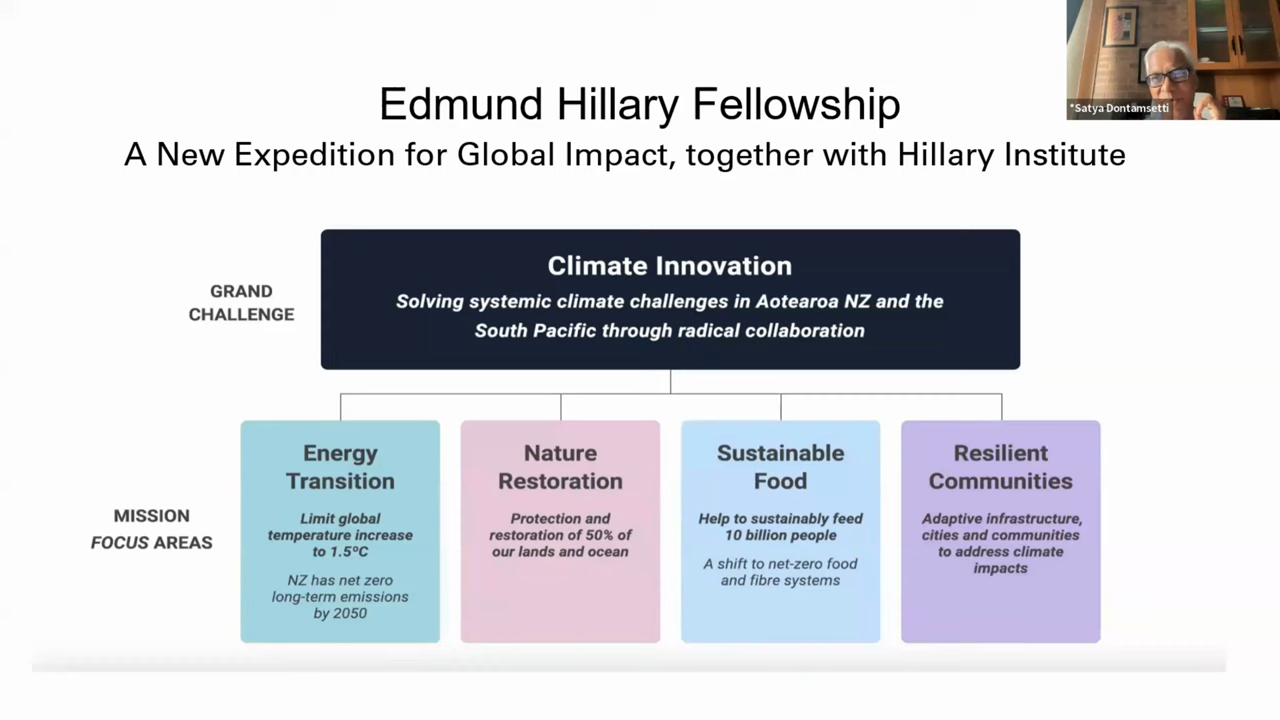 *Satya Dontamsetti
Edmund Hillary Fellowship
A New Expedition for Global Impact, together with Hillary Institute
GRAND
CHALLENGE
Climate Innovation
Solving systemic climate challenges in Aotearoa NZ and the
South Pacific through radical collaboration
MISSION
FOCUS AREAS
Energy
Transition
Limit global
temperature increase
to 1.5ºC
NZ has net zero
long-term emissions
by 2050
Nature
Restoration
Protection and
restoration of 50% of
our lands and ocean
Sustainable
Food
Help to sustainably feed
10 billion people
A shift to net-zero food
and fibre systems
Resilient
Communities
Adaptive infrastructure,
cities and communities
to address climate
impacts